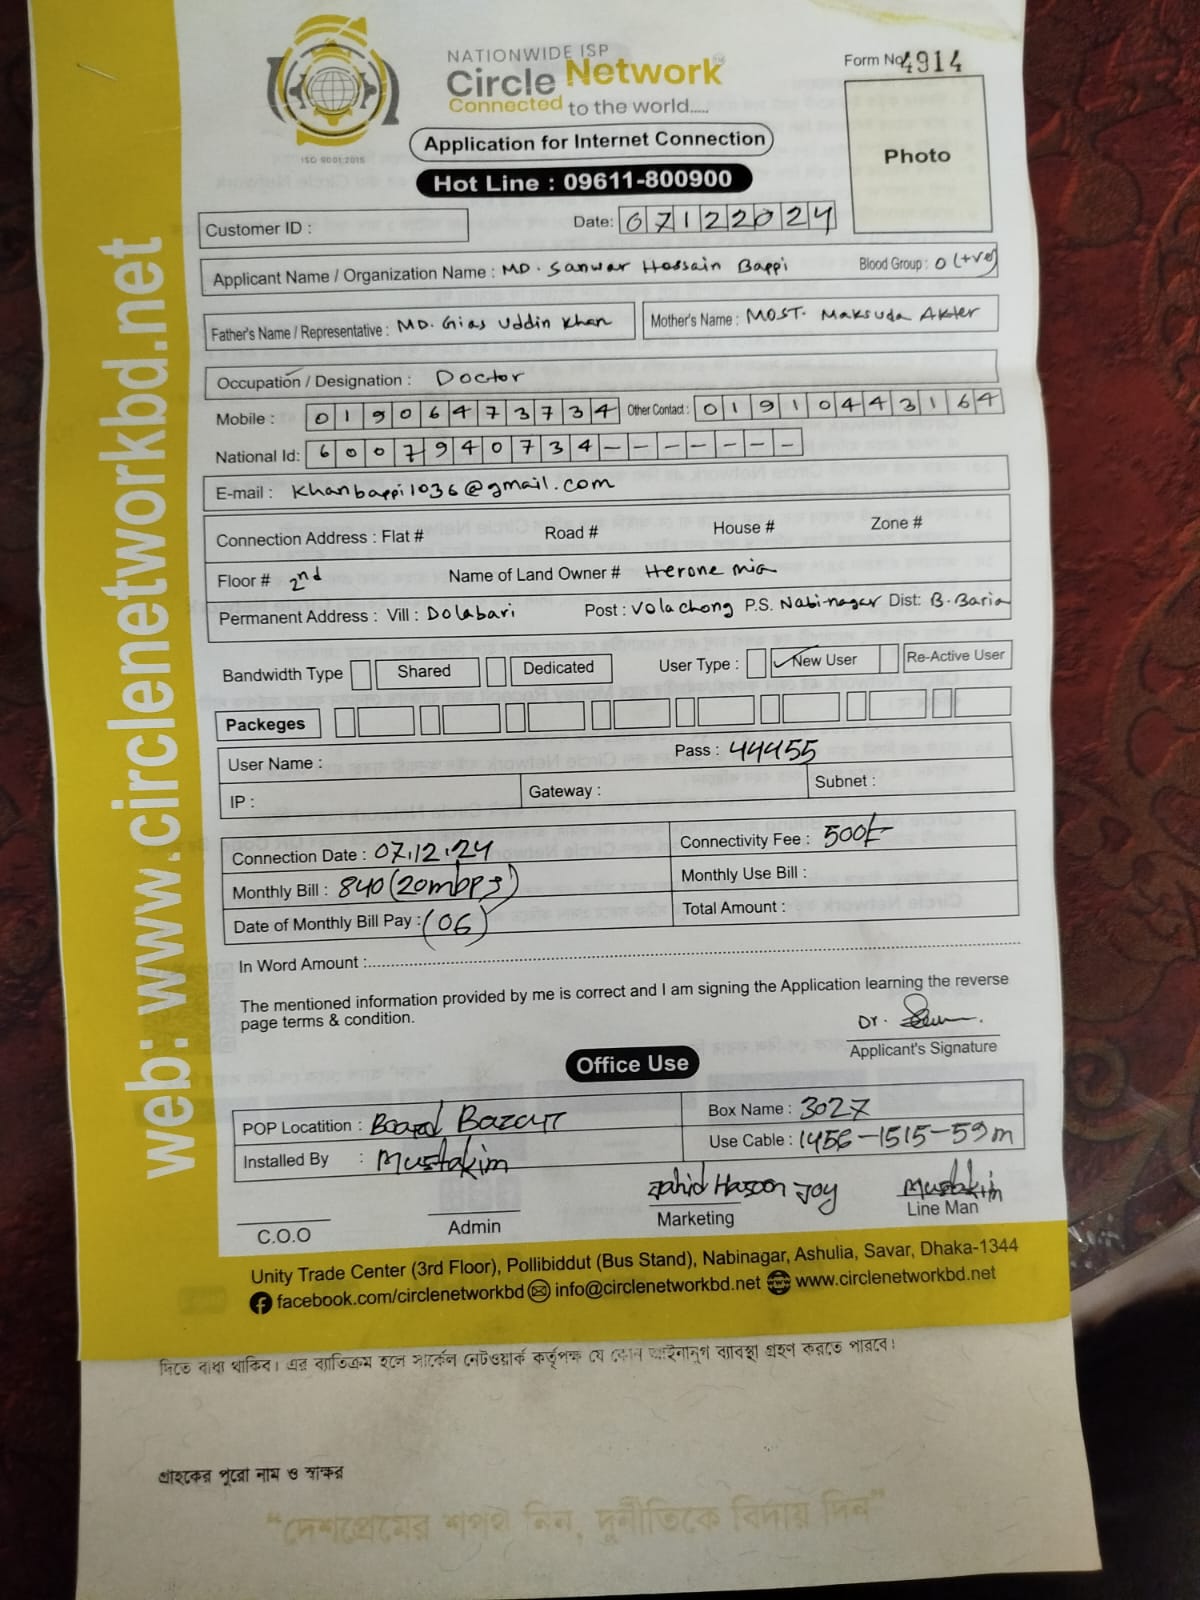 NATIONWIDE ISP
Circle Network
Connected to the world.....
ISO 9001:2015
Form No 4914
Photo
Application for Internet Connection
Hot Line : 09611-800900
Customer ID :
Date: 07122024
Applicant Name / Organization Name : MD. Sanwar Hossain Bappi Blood Group : O (+ve)
Father's Name / Representative : MD. Gias Uddin Khan Mother's Name : MOST. Maksuda Akter
Occupation / Designation : Doctor
Mobile : 01906473734 Other Contact : 01910443164
National Id: 6007940734-------
E-mail : khanbappi1036@gmail.com
Connection Address : Flat # Road # House # Zone #
Floor # 2nd Name of Land Owner # Herone mia
Permanent Address : Vill : Dolabari Post : Volachong P.S. Nabi-nagar Dist: B. Baria
Bandwidth Type Shared Dedicated User Type : New User Re-Active User
Packeges
User Name : Pass : 44455
IP : Gateway : Subnet :
Connection Date : 07.12.24 Connectivity Fee : 500/-
Monthly Bill : 840 (20mbps) Monthly Use Bill :
Date of Monthly Bill Pay : (06) Total Amount :
In Word Amount :
The mentioned information provided by me is correct and I am signing the Application learning the reverse
page terms & condition.
Dr.
Applicant's Signature
Office Use
POP Locatition : Board Bazar Box Name : 3027
Installed By : Mustakim Use Cable : 1456-1515-59m
Zahid Hasan Joy Mustakim
C.O.O Admin Marketing Line Man
Unity Trade Center (3rd Floor), Pollibiddut (Bus Stand), Nabinagar, Ashulia, Savar, Dhaka-1344
facebook.com/circlenetworkbd info@circlenetworkbd.net www.circlenetworkbd.net
web: www.circlenetworkbd.net
দিতে বাধ্য থাকিব। এর ব্যতিক্রম হলে সার্কেল নেটওয়ার্ক কর্তৃপক্ষ যে কোন আইনানুগ ব্যাবস্থা গ্রহণ করতে পারবে।
গ্রাহকের পুরো নাম ও স্বাক্ষর
“দেশপ্রেমের শপথ নিন, দুর্নীতিকে বিদায় দিন”